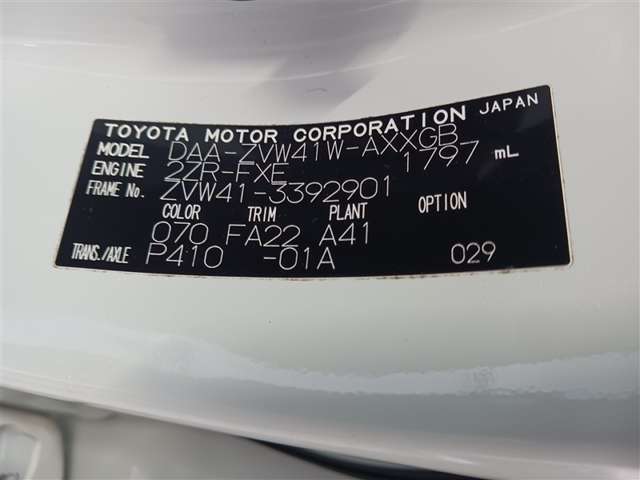 TOYOTA MOTOR CORPORATION JAPAN
MODEL DAA-ZVW41W-AXXGB
ENGINE 2ZR-FXE 1797 mL
FRAME No. ZVW41-3392901
COLOR TRIM PLANT OPTION
070 FA22 A41
TRANS./AXLE P410 -01A 029